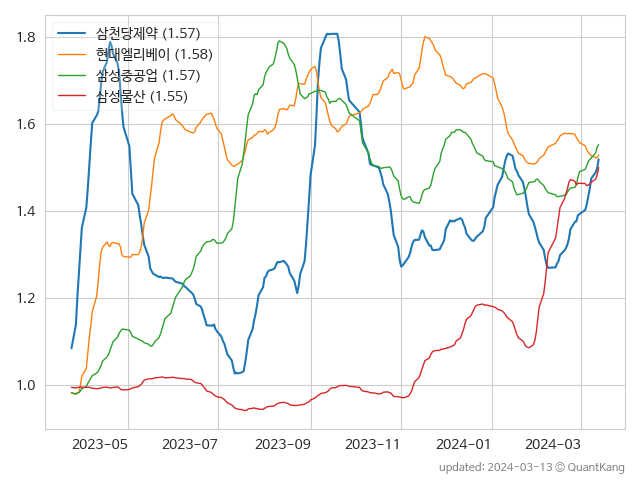 삼천당제약 (1.57)
현대엘리베이 (1.58)
삼성중공업 (1.57)
삼성물산 (1.55)
1.8
1.6
1.4
1.2
1.0
2023-05 2023-07 2023-09 2023-11 2024-01 2024-03
updated: 2024-03-13 © QuantKang